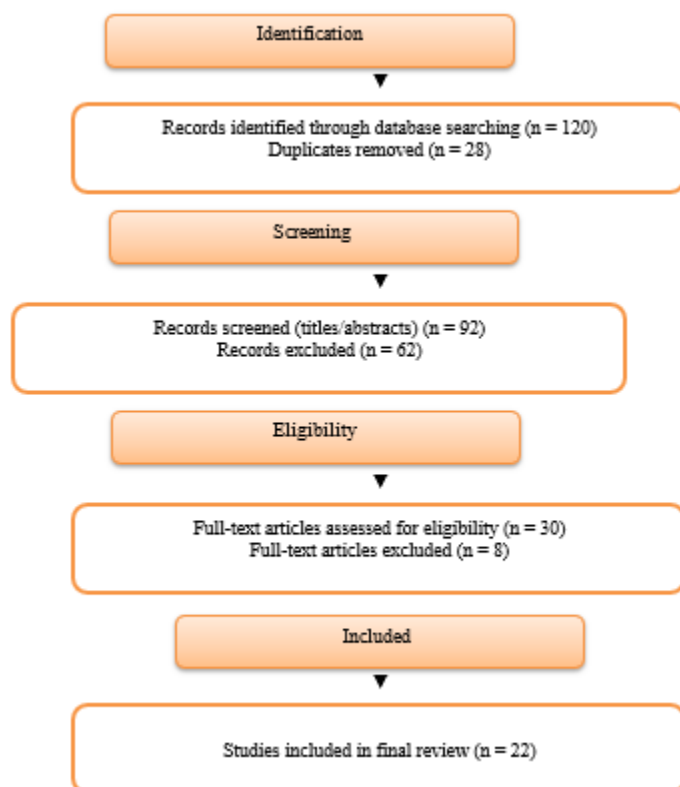 Identification
Records identified through database searching (n = 120)
Duplicates removed (n = 28)
Screening
Records screened (titles/abstracts) (n = 92)
Records excluded (n = 62)
Eligibility
Full-text articles assessed for eligibility (n = 30)
Full-text articles excluded (n = 8)
Included
Studies included in final review (n = 22)